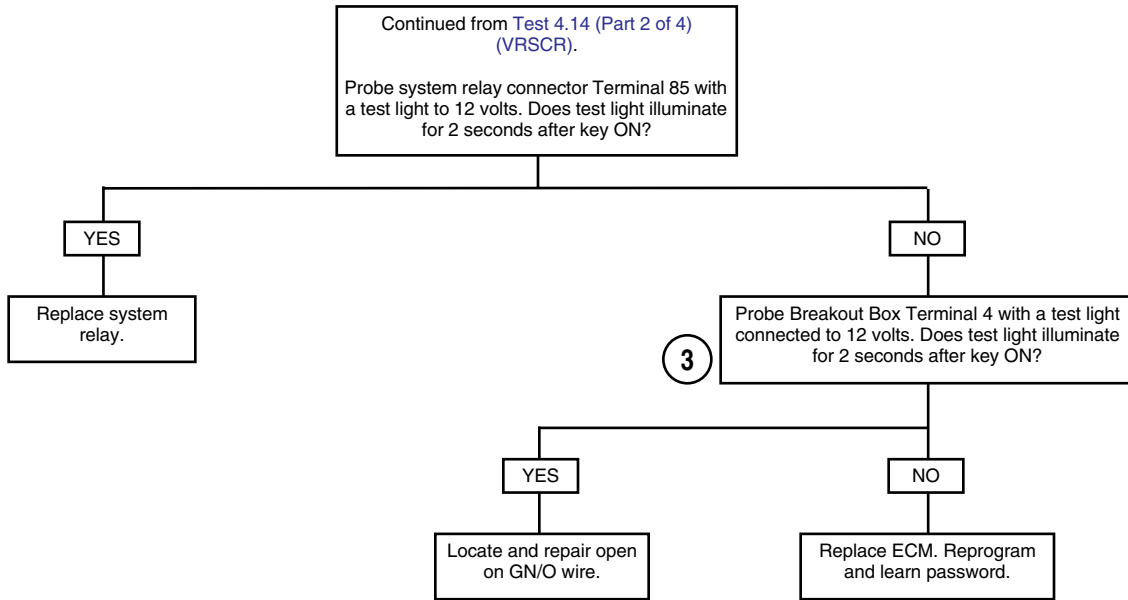 Continued from Test 4.14 (Part 2 of 4)
(VRSCR).
Probe system relay connector Terminal 85 with
a test light to 12 volts. Does test light illuminate
for 2 seconds after key ON?
YES
NO
Replace system
relay.
Probe Breakout Box Terminal 4 with a test light
connected to 12 volts. Does test light illuminate
for 2 seconds after key ON?
3
YES
NO
Locate and repair open
on GN/O wire.
Replace ECM. Reprogram
and learn password.